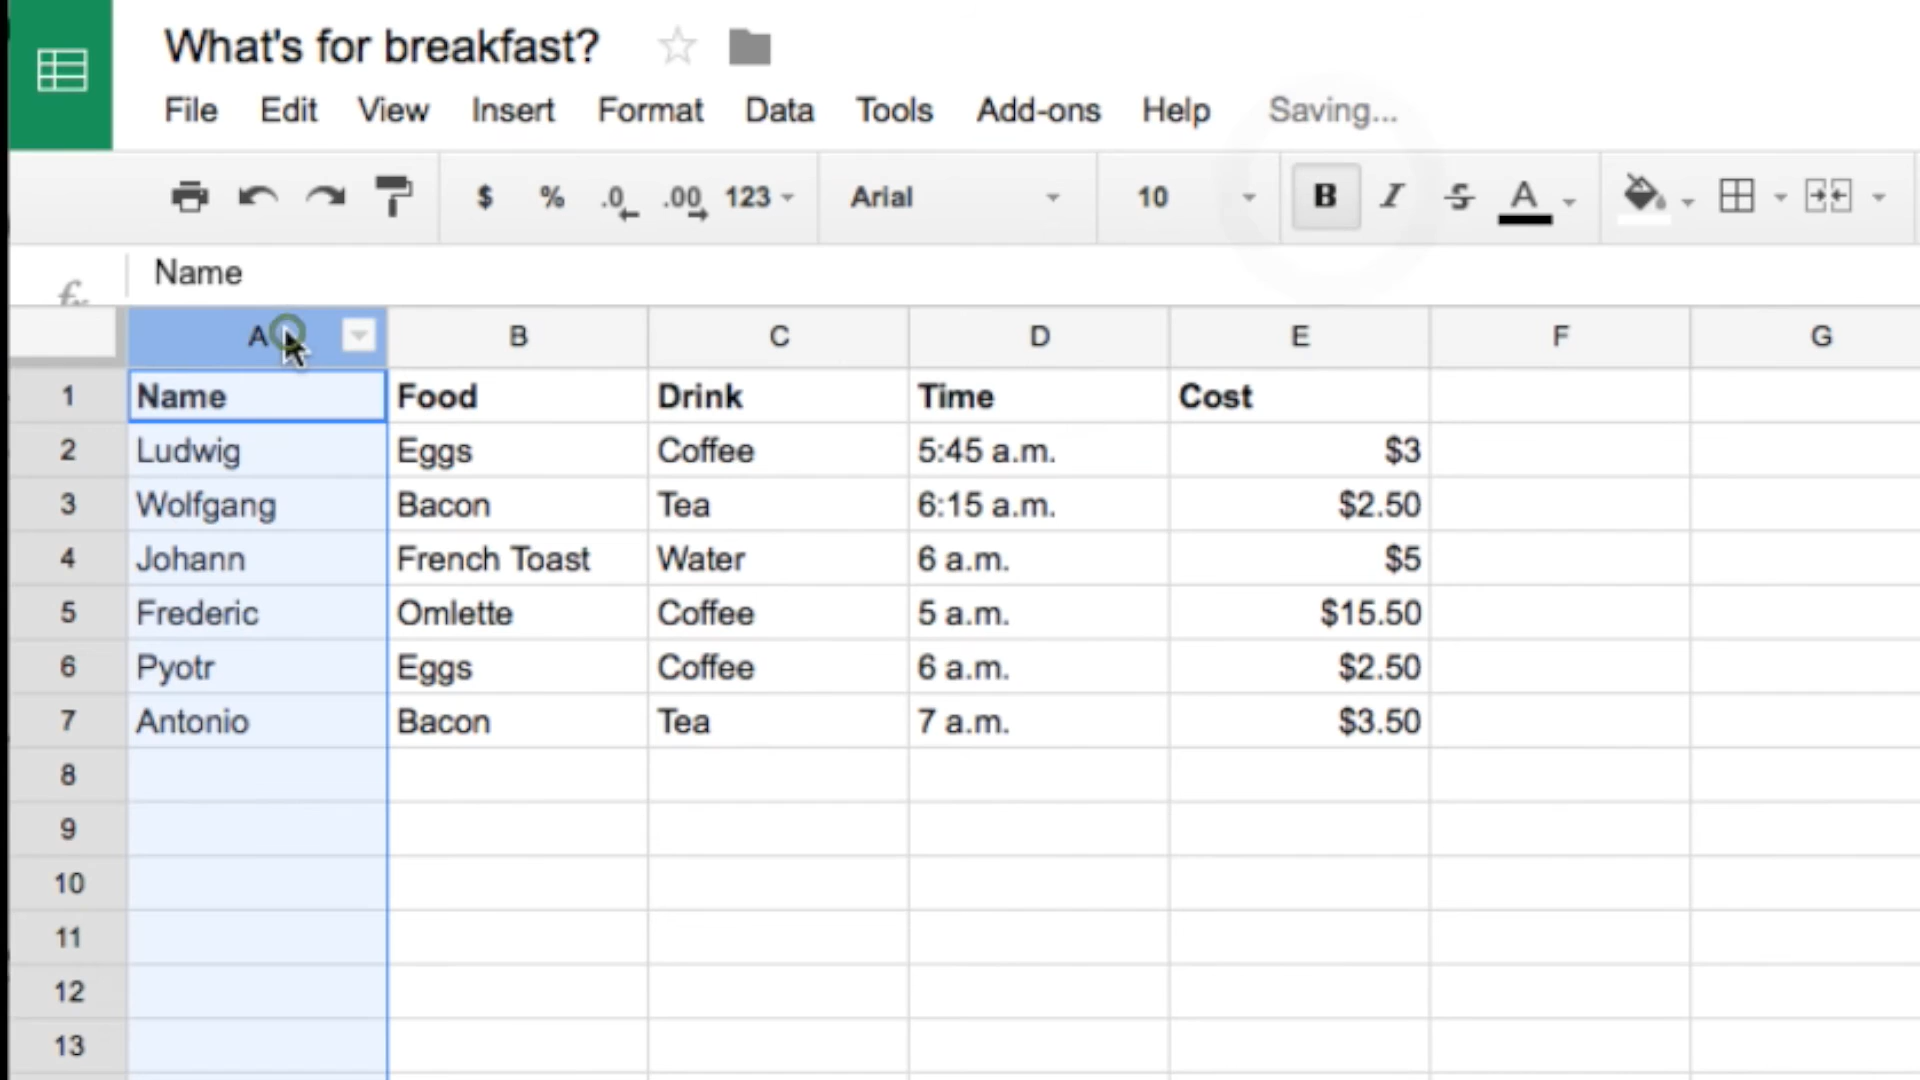 What's for breakfast?
File Edit View Insert Format Data Tools Add-ons Help Saving...
$ % .0 .00 123 Arial 10 B I S A
fx Name
A B C D E F G
1 Name Food Drink Time Cost
2 Ludwig Eggs Coffee 5:45 a.m. $3
3 Wolfgang Bacon Tea 6:15 a.m. $2.50
4 Johann French Toast Water 6 a.m. $5
5 Frederic Omlette Coffee 5 a.m. $15.50
6 Pyotr Eggs Coffee 6 a.m. $2.50
7 Antonio Bacon Tea 7 a.m. $3.50
8
9
10
11
12
13